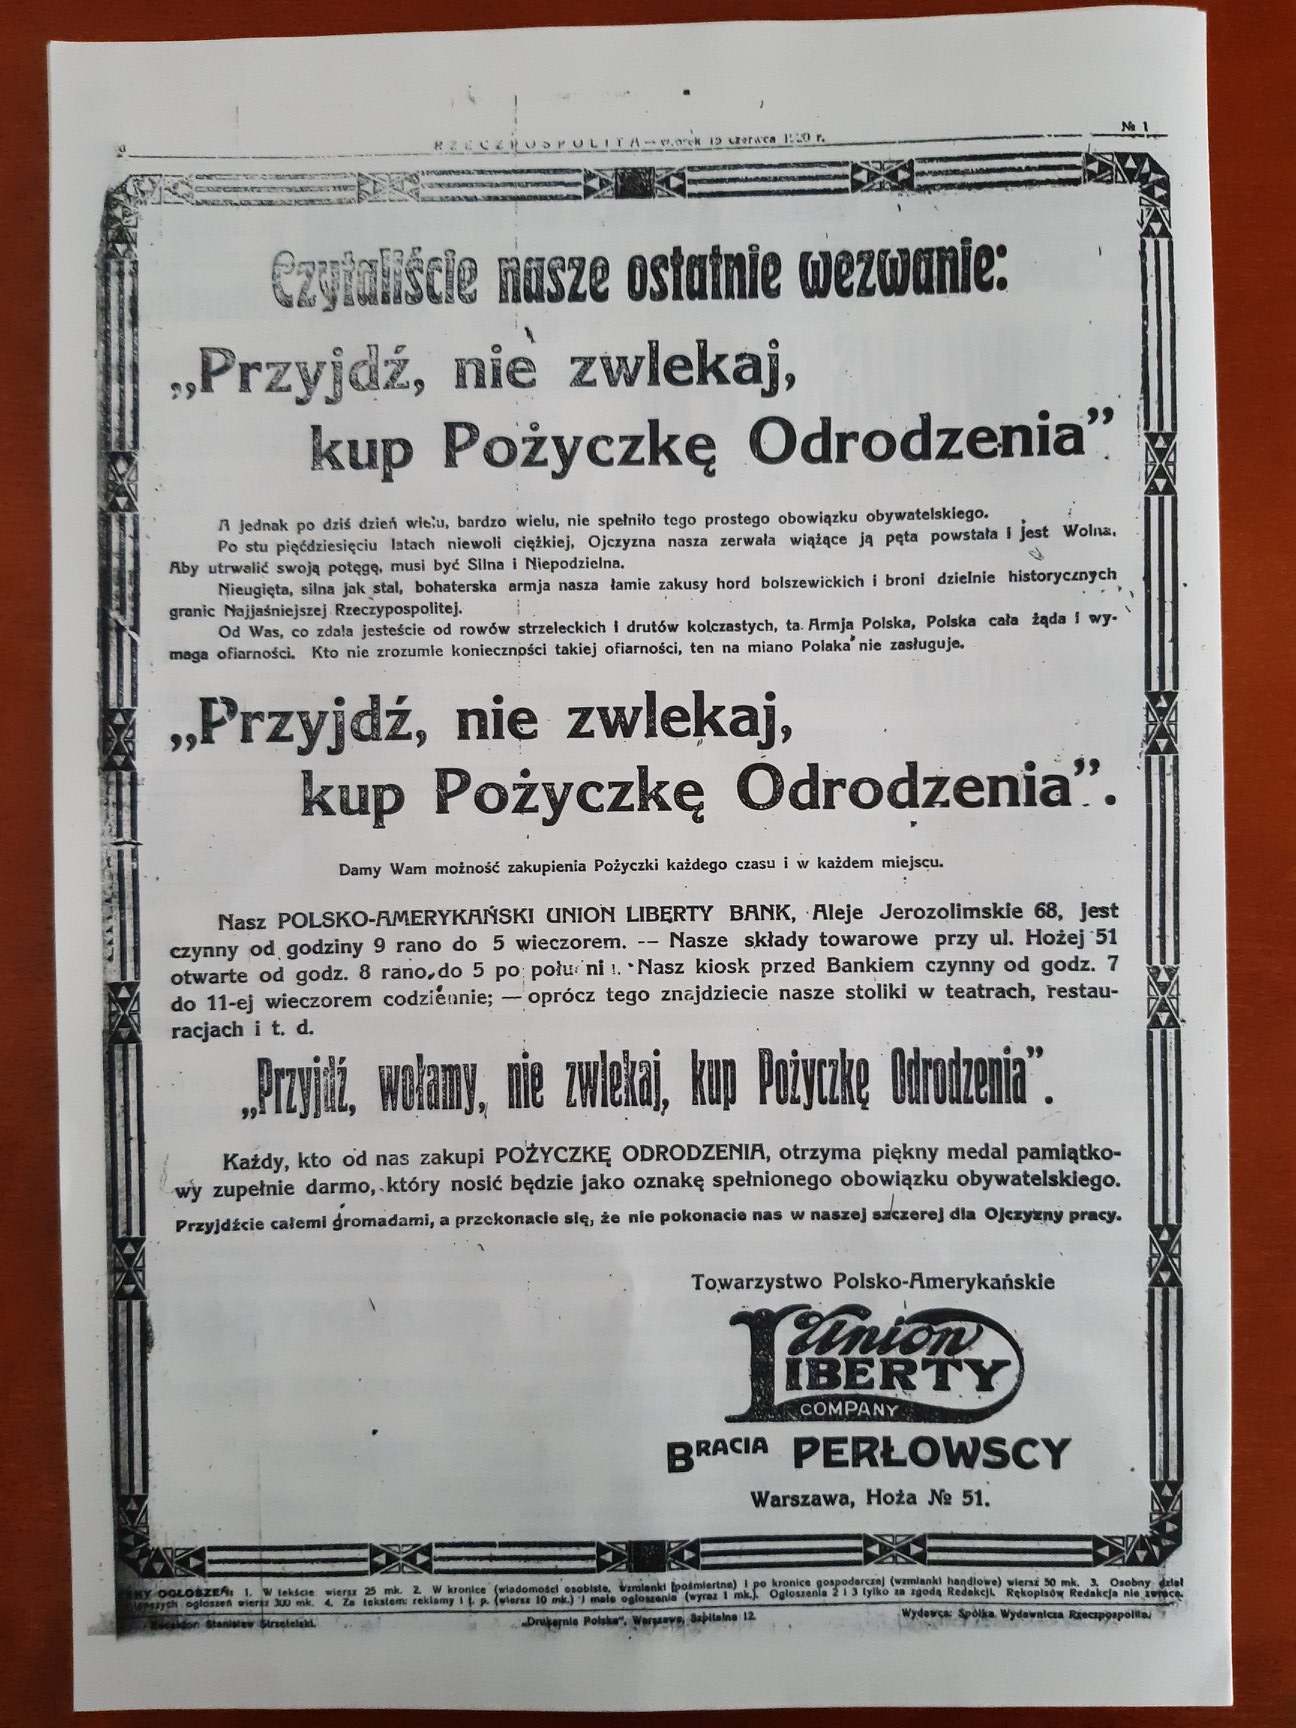 8 RZECZPOSPOLITA — wtorek 15 czerwca 1920 r. № 1
Czytaliście nasze ostatnie wezwanie:
„Przyjdź, nie zwlekaj,
kup Pożyczkę Odrodzenia”
A jednak po dziś dzień wielu, bardzo wielu, nie spełniło tego prostego obowiązku obywatelskiego.
Po stu pięćdziesięciu latach niewoli ciężkiej, Ojczyzna nasza zerwała wiążące ją pęta powstała i jest Wolna.
Aby utrwalić swoją potęgę, musi być Silna i Niepodzielna.
Nieugięta, silna jak stal, bohaterska armja nasza łamie zakusy hord bolszewickich i broni dzielnie historycznych
granic Najjaśniejszej Rzeczypospolitej.
Od Was, co zdala jesteście od rowów strzeleckich i drutów kolczastych, ta Armja Polska, Polska cała żąda i wy-
maga ofiarności. Kto nie zrozumie konieczności takiej ofiarności, ten na miano Polaka nie zasługuje.
„Przyjdź, nie zwlekaj,
kup Pożyczkę Odrodzenia”.
Damy Wam możność zakupienia Pożyczki każdego czasu i w każdem miejscu.
Nasz POLSKO-AMERYKAŃSKI UNION LIBERTY BANK, Aleje Jerozolimskie 68, jest
czynny od godziny 9 rano do 5 wieczorem. — Nasze składy towarowe przy ul. Hożej 51
otwarte od godz. 8 rano do 5 po południu. Nasz kiosk przed Bankiem czynny od godz. 7
do 11-ej wieczorem codziennie; — oprócz tego znajdziecie nasze stoliki w teatrach, restau-
racjach i t. d.
„Przyjdź, wołamy, nie zwlekaj, kup Pożyczkę Odrodzenia”.
Każdy, kto od nas zakupi POŻYCZKĘ ODRODZENIA, otrzyma piękny medal pamiątko-
wy zupełnie darmo, który nosić będzie jako oznakę spełnionego obowiązku obywatelskiego.
Przyjdźcie całemi gromadami, a przekonacie się, że nie pokonacie nas w naszej szczerej dla Ojczyzny pracy.
Towarzystwo Polsko-Amerykańskie
Union
LIBERTY
COMPANY
BRACIA PERŁOWSCY
Warszawa, Hoża № 51.
OGŁOSZEŃ: 1. W tekście wiersz 25 mk. 2. W kronice (wiadomości osobiste, wzmianki pośmiertne) i po kronice gospodarczej (wzmianki handlowe) wiersz 50 mk. 3. Osobny dział
ogłoszeń wiersz 300 mk. 4. Za tekstem: reklamy i t. p. (wiersz 10 mk.) i małe ogłoszenia (wyraz 1 mk.). Ogłoszenia 2 i 3 tylko za zgodą Redakcji. Rękopisów Redakcja nie zwraca.
Redaktor: Stanisław Strzetelski. „Drukarnia Polska”, Warszawa, Szpitalna 12. Wydawca: Spółka Wydawnicza Rzeczpospolita.